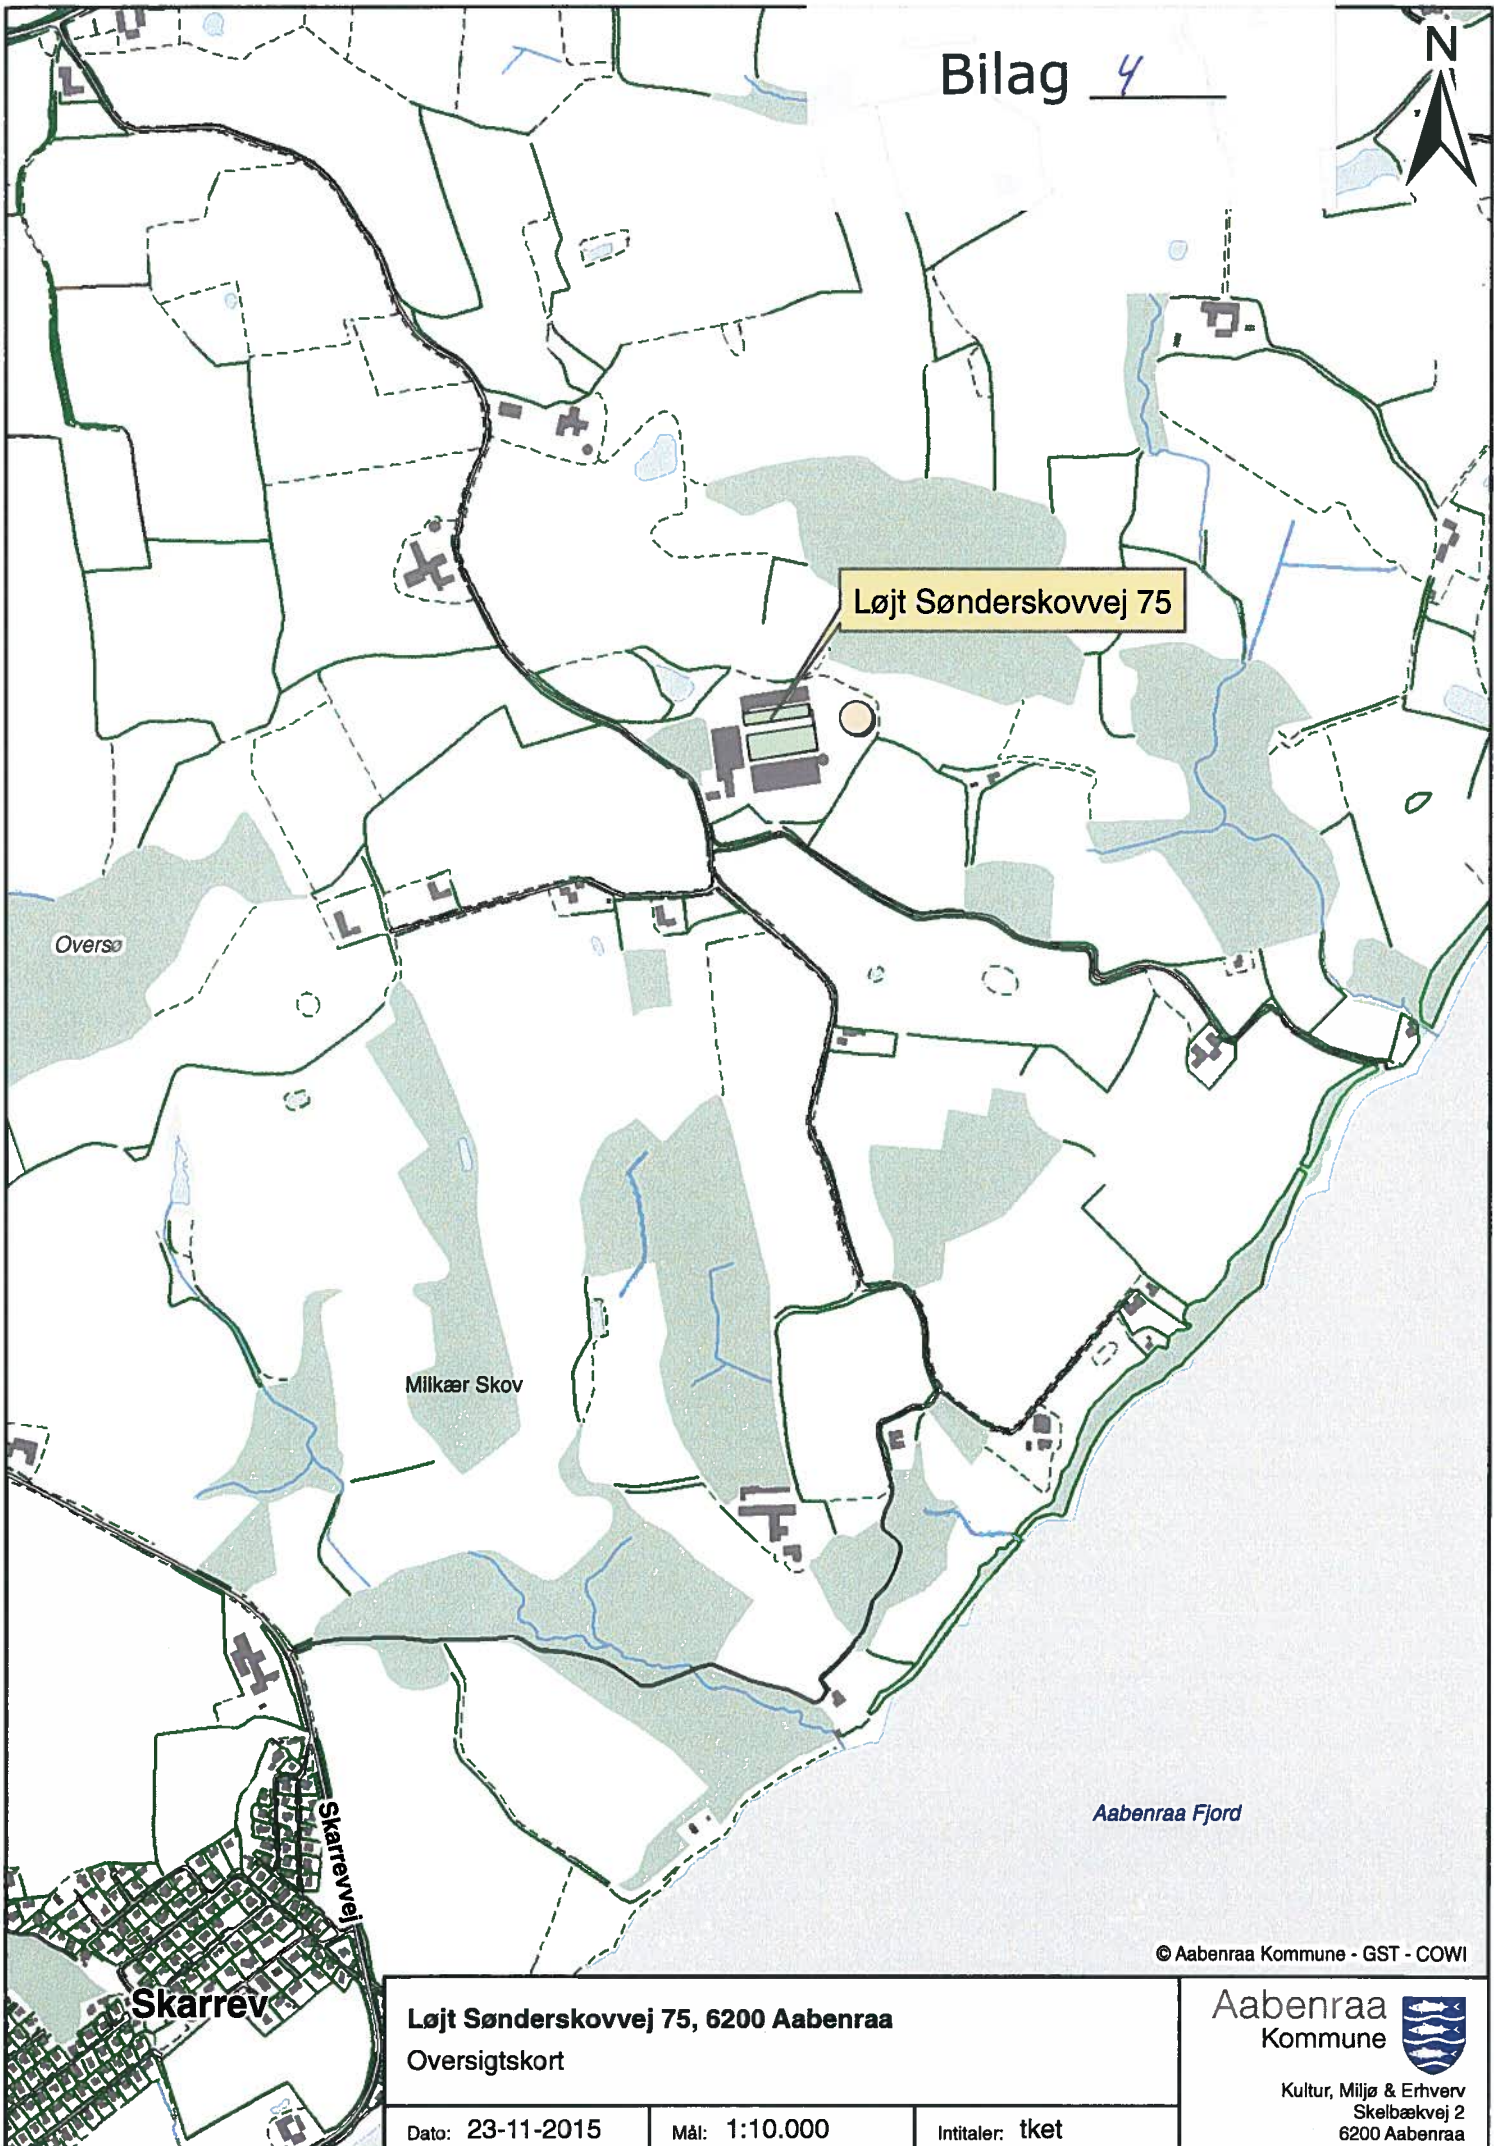 Bilag 4
N
Løjt Sønderskovvej 75
Oversø
Milkær Skov
Aabenraa Fjord
Skarrevvej
Skarrev
© Aabenraa Kommune - GST - COWI
Løjt Sønderskovvej 75, 6200 Aabenraa
Oversigtskort
Dato: 23-11-2015
Mål: 1:10.000
Intitaler: tket
Aabenraa
Kommune
Kultur, Miljø & Erhverv
Skelbækvej 2
6200 Aabenraa